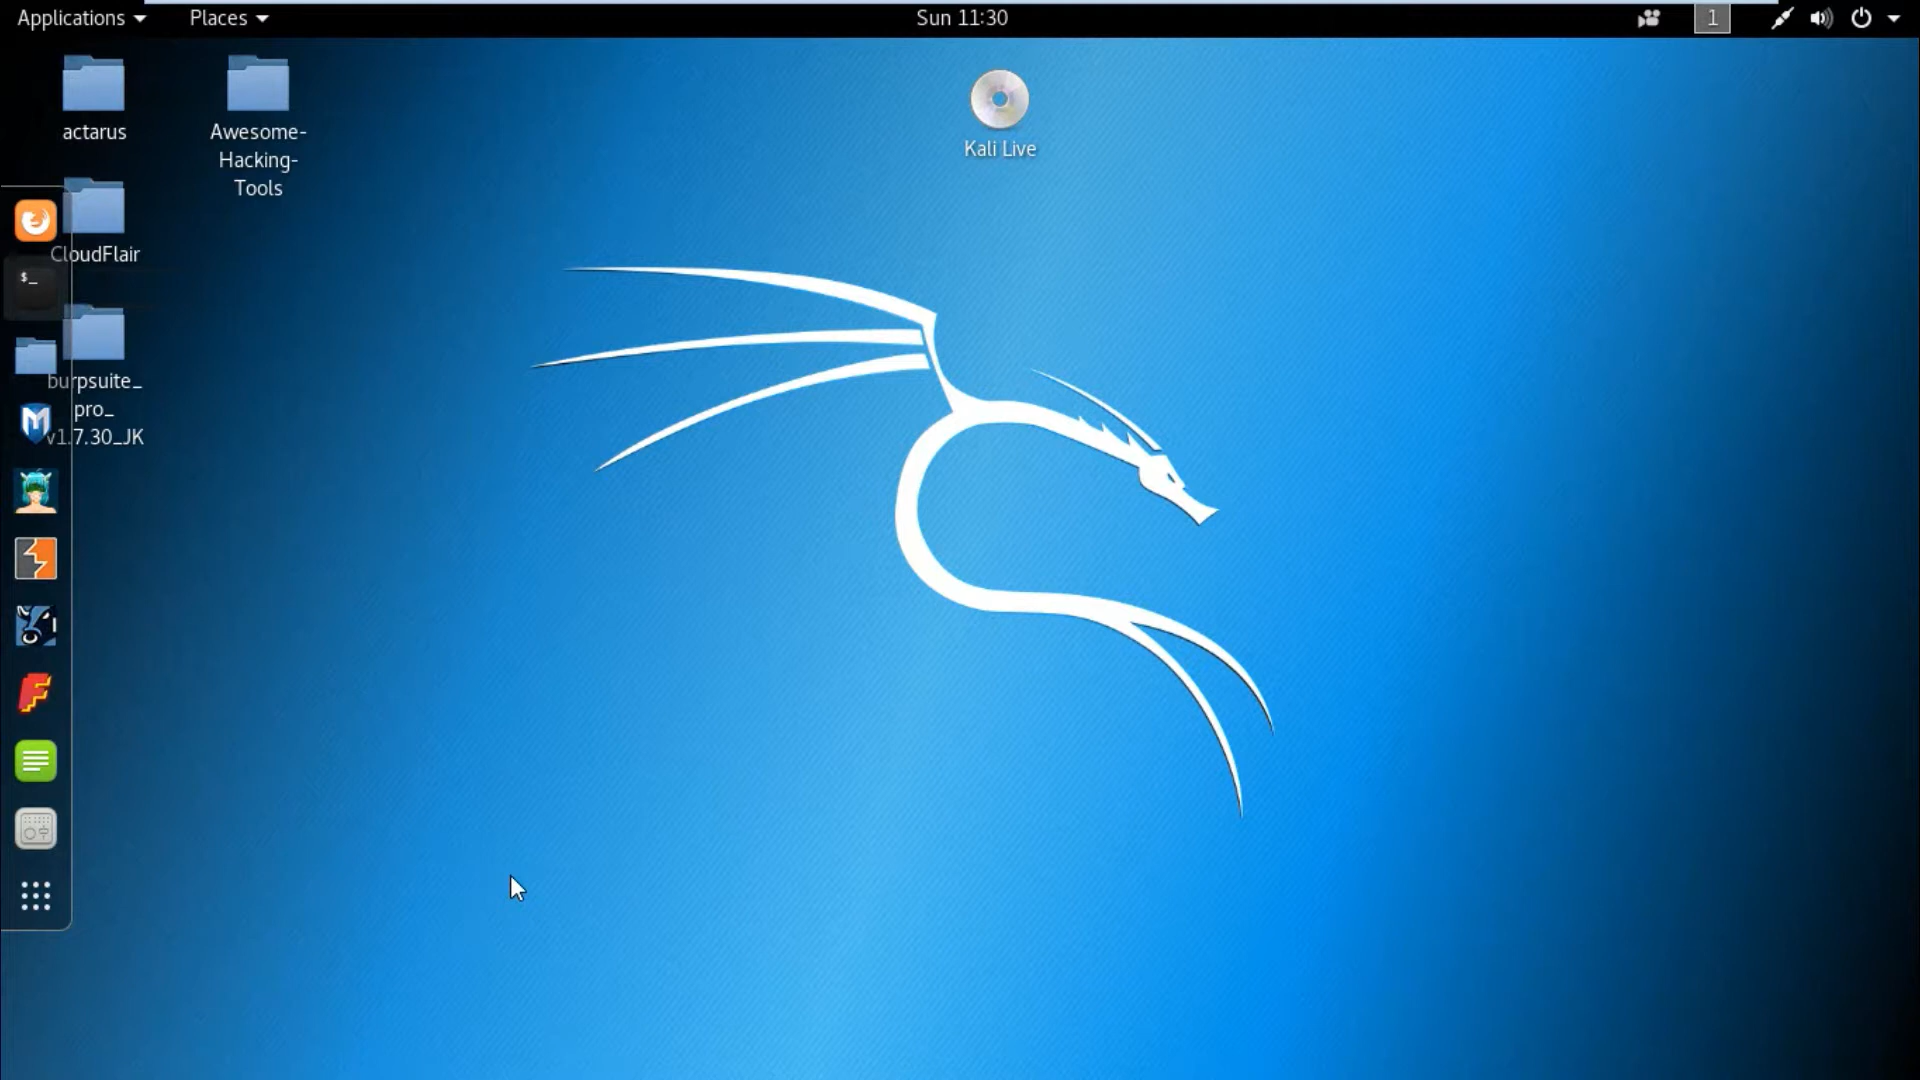 Applications
Places
Sun 11:30
1
actarus
Awesome-
Hacking-
Tools
Kali Live
CloudFlair
$_
burpsuite_
pro_
v1.7.30_JK